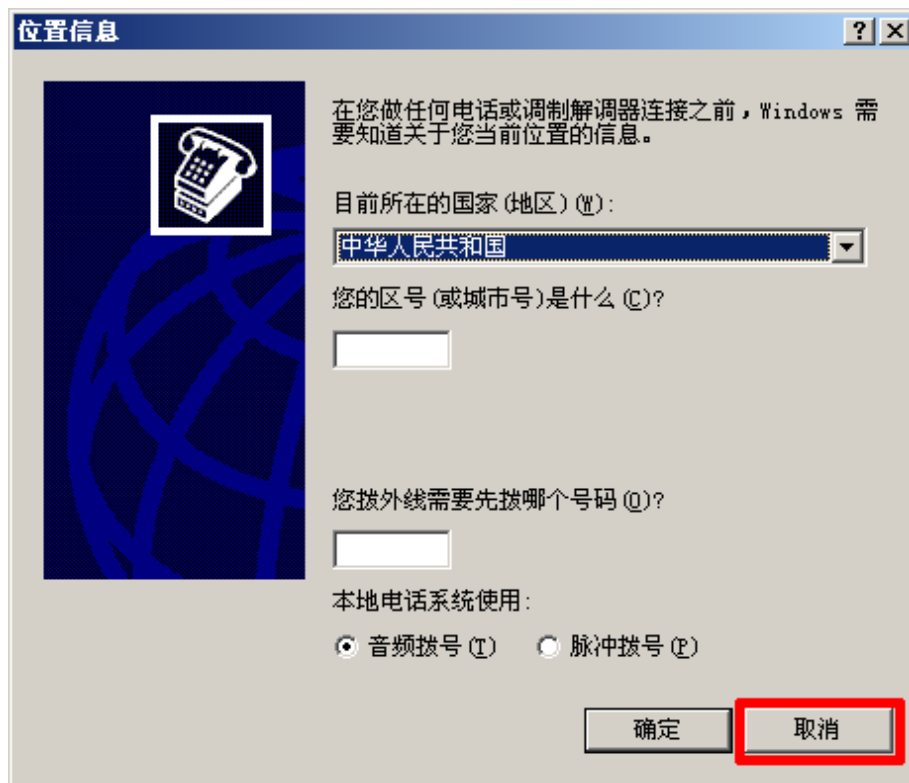 位置信息
在您做任何电话或调制解调器连接之前，Windows 需
要知道关于您当前位置的信息。
目前所在的国家(地区)(W):
中华人民共和国
您的区号(或城市号)是什么(C)?
您拨外线需要先拨哪个号码(O)?
本地电话系统使用:
音频拨号(T) 脉冲拨号(P)
确定 取消